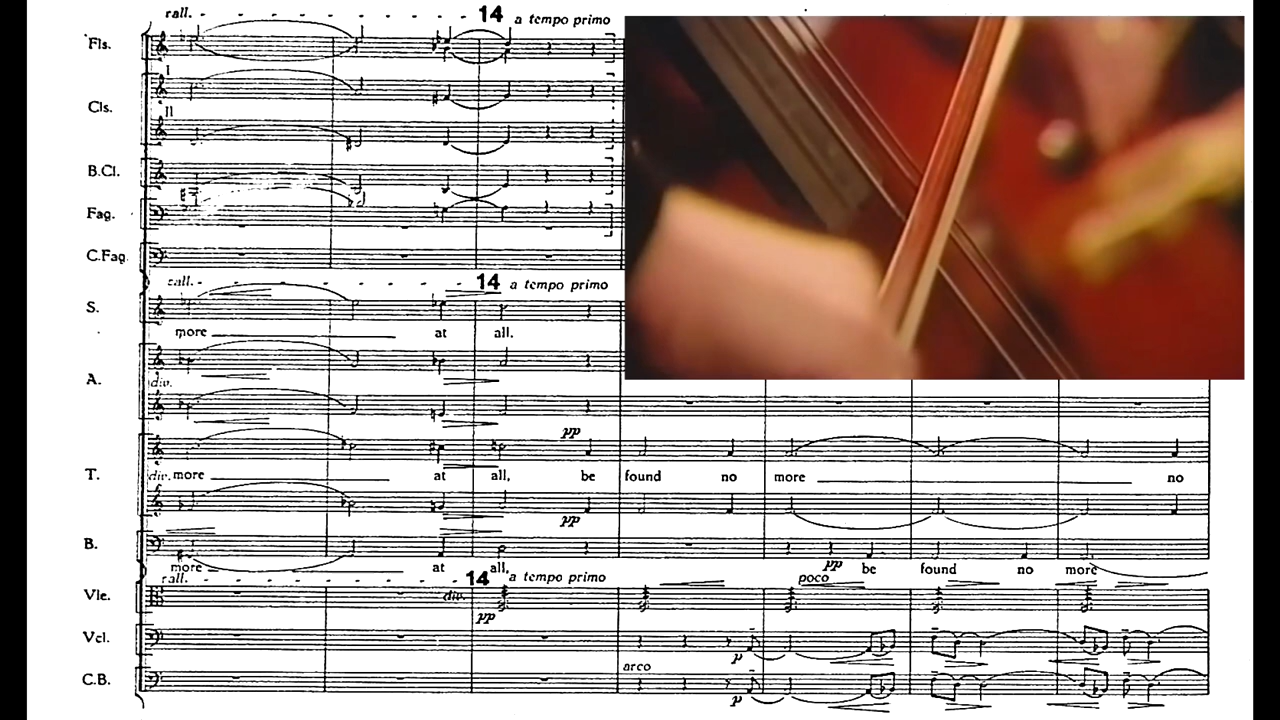 rall. 14 a tempo primo
Fls.
I
Cls.
II
B.Cl.
Fag.
C.Fag.
rall. 14 a tempo primo
S.
more at all.
A.
div.
pp
T.
div. more at all, be found no more no
pp
B.
pp
more at all, be found no more
rall. 14 a tempo primo
poco
Vle.
div.
pp
Vcl.
p
arco
C.B.
p